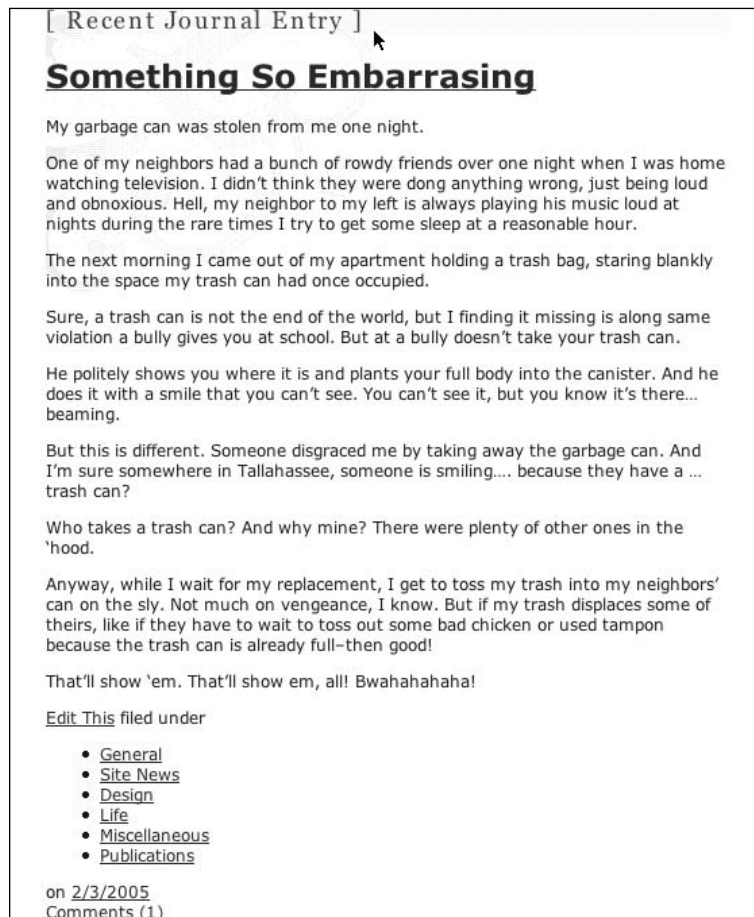 [ Recent Journal Entry ]
Something So Embarrasing
My garbage can was stolen from me one night.
One of my neighbors had a bunch of rowdy friends over one night when I was home
watching television. I didn’t think they were dong anything wrong, just being loud
and obnoxious. Hell, my neighbor to my left is always playing his music loud at
nights during the rare times I try to get some sleep at a reasonable hour.
The next morning I came out of my apartment holding a trash bag, staring blankly
into the space my trash can had once occupied.
Sure, a trash can is not the end of the world, but I finding it missing is along same
violation a bully gives you at school. But at a bully doesn’t take your trash can.
He politely shows you where it is and plants your full body into the canister. And he
does it with a smile that you can’t see. You can’t see it, but you know it’s there…
beaming.
But this is different. Someone disgraced me by taking away the garbage can. And
I’m sure somewhere in Tallahassee, someone is smiling…. because they have a …
trash can?
Who takes a trash can? And why mine? There were plenty of other ones in the
‘hood.
Anyway, while I wait for my replacement, I get to toss my trash into my neighbors’
can on the sly. Not much on vengeance, I know. But if my trash displaces some of
theirs, like if they have to wait to toss out some bad chicken or used tampon
because the trash can is already full–then good!
That’ll show ‘em. That’ll show em, all! Bwahahahaha!
Edit This filed under
• General
• Site News
• Design
• Life
• Miscellaneous
• Publications
on 2/3/2005
Comments (1)